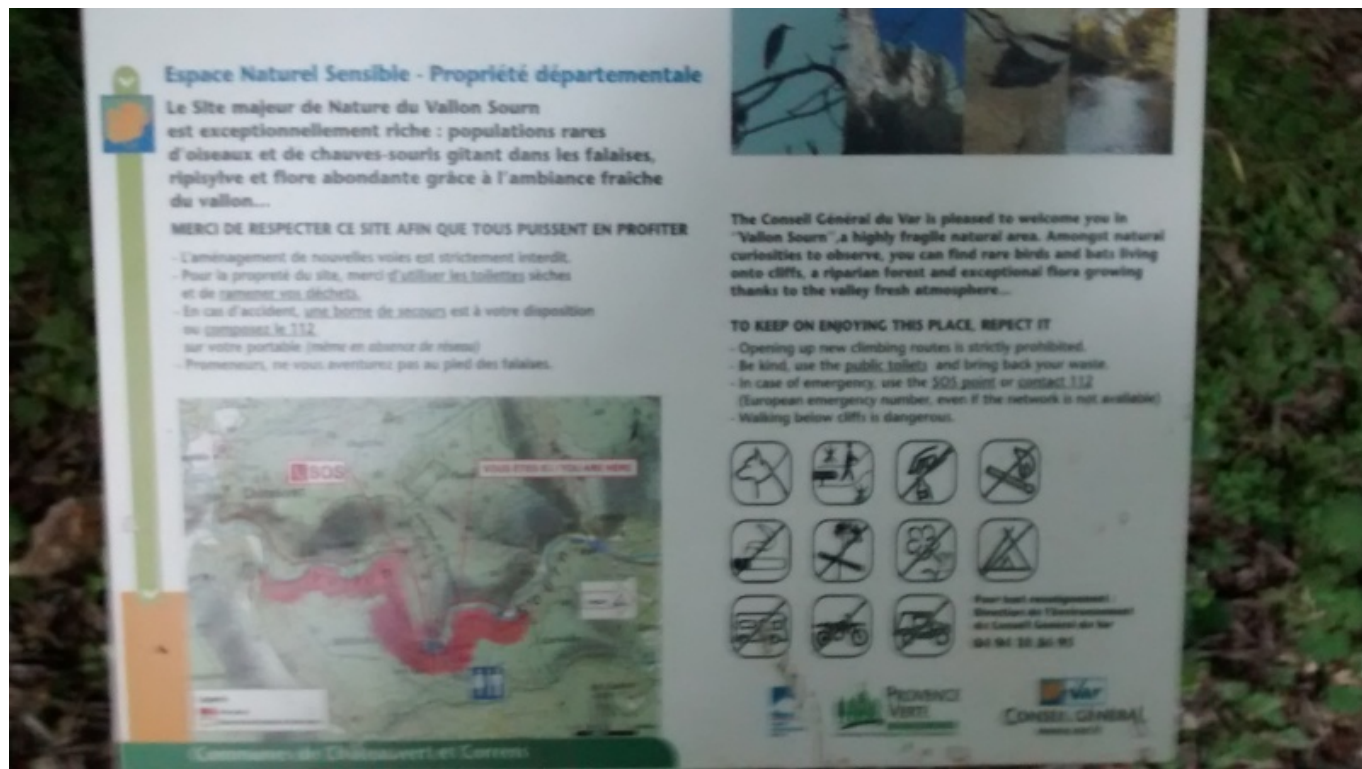 Espace Naturel Sensible - Propriété départementale
Le Site majeur de Nature du Vallon Sourn
est exceptionnellement riche : populations rares
d'oiseaux et de chauves-souris gitant dans les falaises,
ripisylve et flore abondante grâce à l'ambiance fraiche
du vallon...
MERCI DE RESPECTER CE SITE AFIN QUE TOUS PUISSENT EN PROFITER
- L'aménagement de nouvelles voies est strictement interdit.
- Pour la propreté du site, merci d'utiliser les toilettes sèches
et de ramener vos déchets.
- En cas d'accident, une borne de secours est à votre disposition
ou composez le 112
sur votre portable (même en absence de réseau)
- Promeneurs, ne vous aventurez pas au pied des falaises.
SOS
VOUS ETES ICI / YOU ARE HERE
Communes de Châteauvert et Correns
The Conseil Général du Var is pleased to welcome you in
"Vallon Sourn",a highly fragile natural area. Amongst natural
curiosities to observe, you can find rare birds and bats living
onto cliffs, a riparian forest and exceptional flora growing
thanks to the valley fresh atmosphere...
TO KEEP ON ENJOYING THIS PLACE, REPECT IT
- Opening up new climbing routes is strictly prohibited.
- Be kind, use the public toilets and bring back your waste.
- In case of emergency, use the SOS point or contact 112
(European emergency number, even if the network is not available)
- Walking below cliffs is dangerous.
Pour tout renseignement :
Direction de l'Environnement
du Conseil Général du Var
PROVENCE
VERTE
Var
CONSEIL GÉNÉRAL